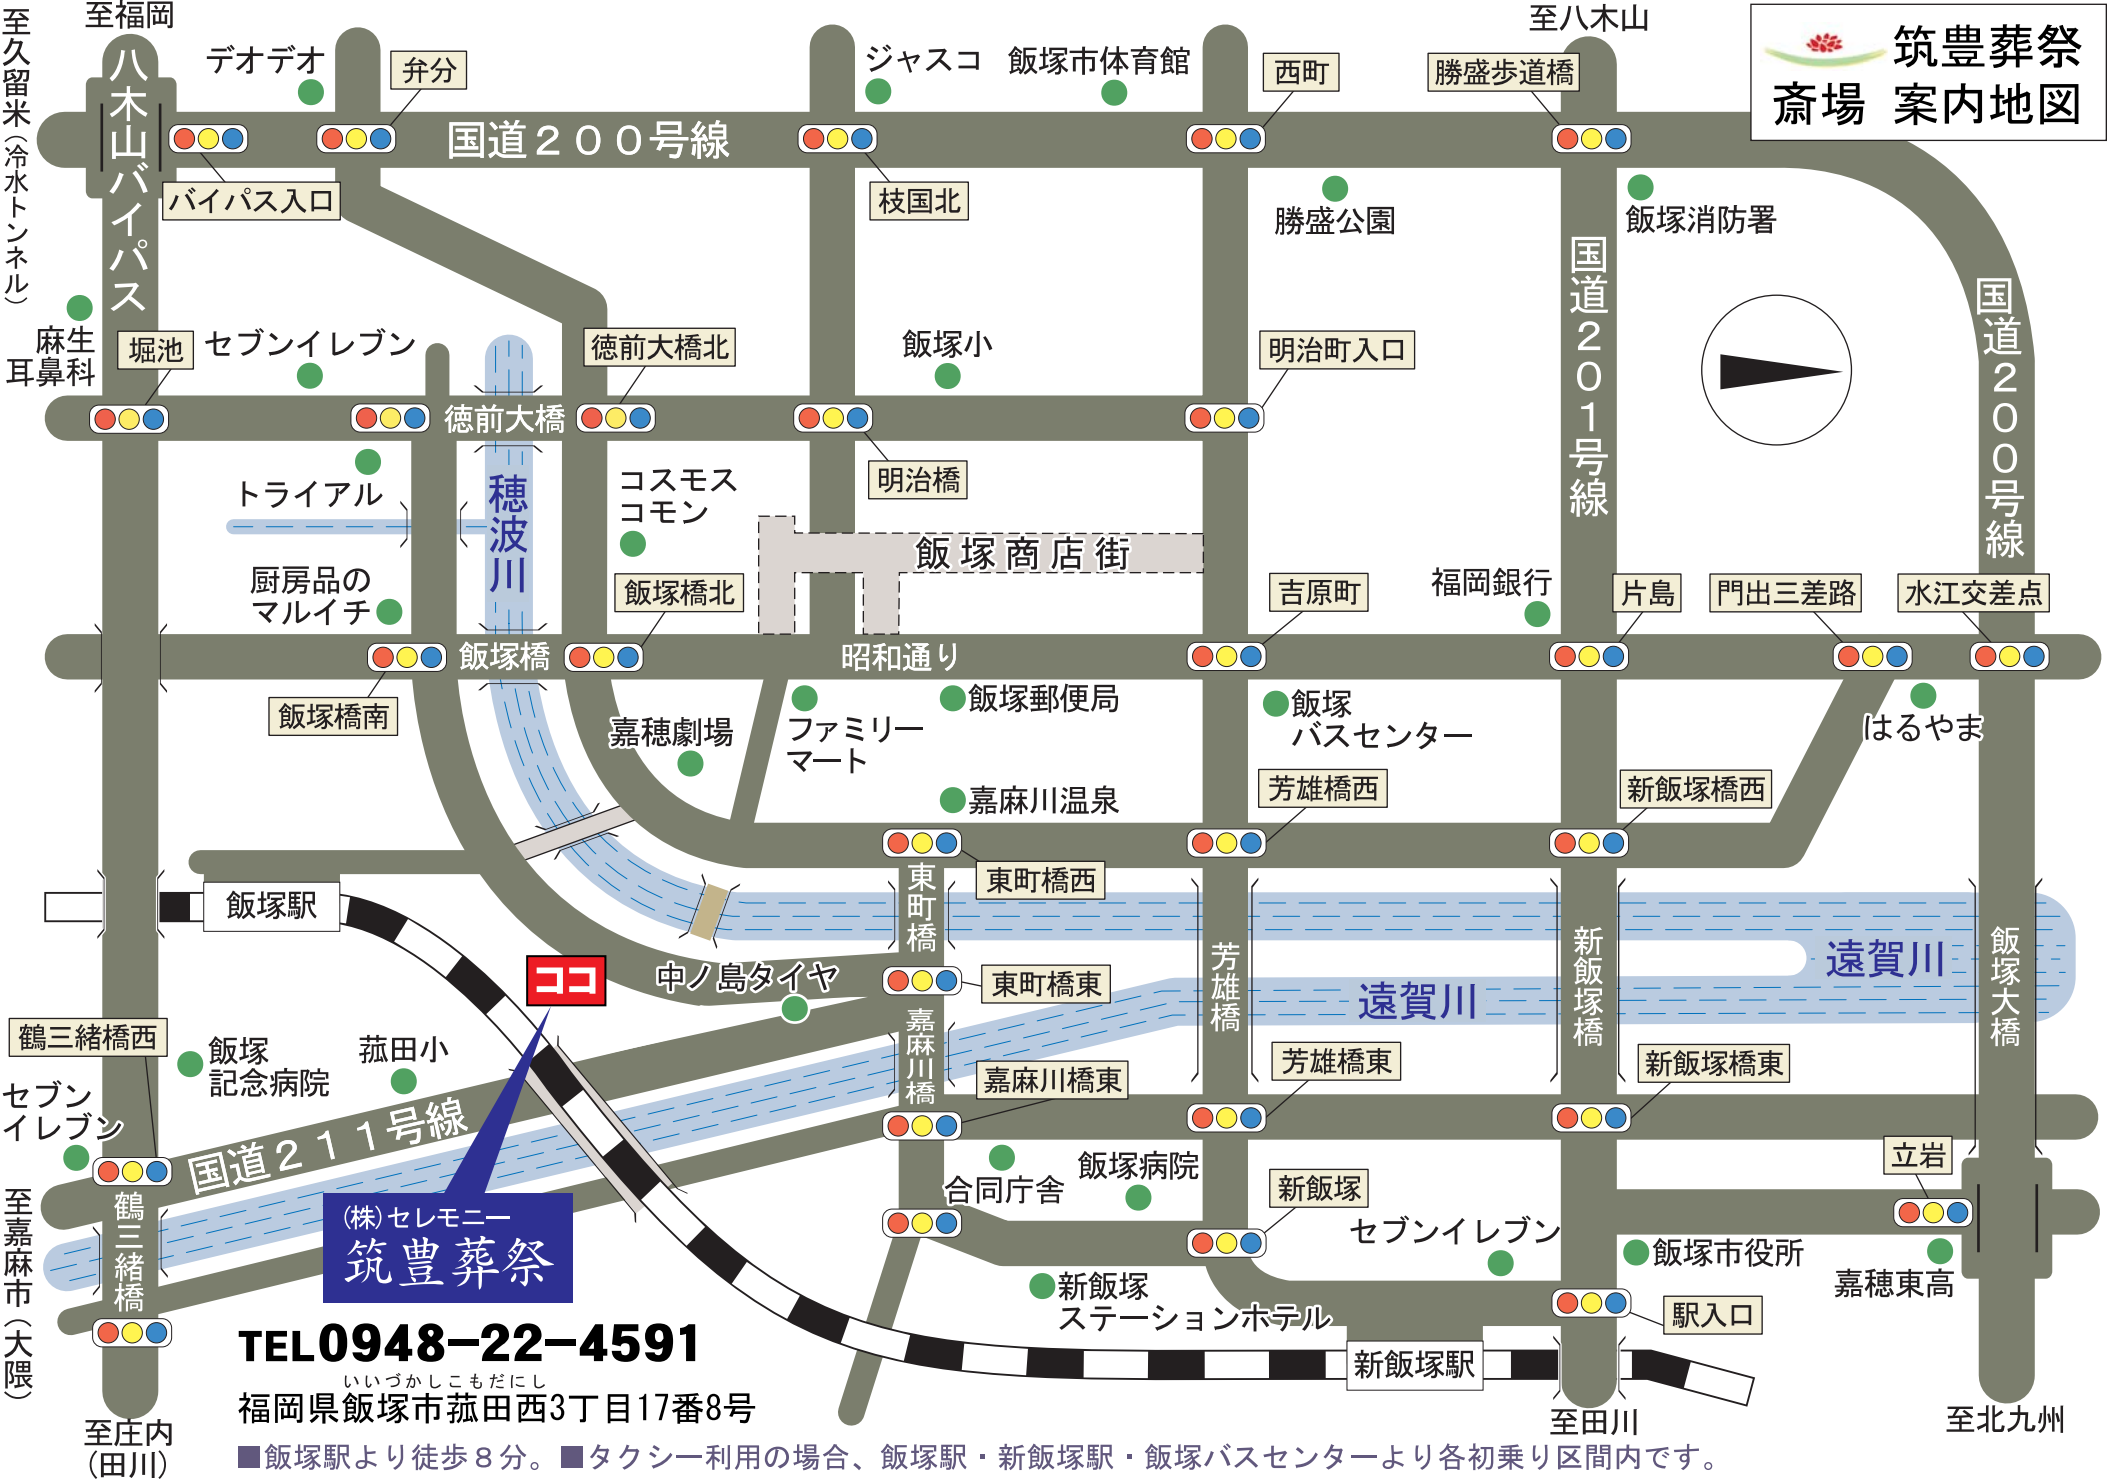 至福岡
至久留米(冷水トンネル)
八木山バイパス
デオデオ
弁分
ジャスコ
飯塚市体育館
西町
至八木山
勝盛歩道橋
筑豊葬祭
斎場 案内地図
国道200号線
バイパス入口
枝国北
勝盛公園
飯塚消防署
国道201号線
国道200号線
麻生
耳鼻科
堀池
セブンイレブン
徳前大橋北
飯塚小
明治町入口
徳前大橋
トライアル
穂波川
コスモス
コモン
明治橋
飯塚商店街
厨房品の
マルイチ
飯塚橋北
吉原町
福岡銀行
片島
門出三差路
水江交差点
飯塚橋
昭和通り
飯塚橋南
嘉穂劇場
ファミリー
マート
飯塚郵便局
飯塚
バスセンター
はるやま
嘉麻川温泉
芳雄橋西
新飯塚橋西
東町橋西
東町橋
飯塚駅
芳雄橋
新飯塚橋
遠賀川
遠賀川
飯塚大橋
ココ
中ノ島タイヤ
東町橋東
嘉麻川橋
鶴三緒橋西
飯塚
記念病院
菰田小
嘉麻川橋東
芳雄橋東
新飯塚橋東
セブン
イレブン
国道211号線
合同庁舎
飯塚病院
新飯塚
立岩
鶴三緒橋
至嘉麻市(大隈)
(株)セレモニー
筑豊葬祭
セブンイレブン
飯塚市役所
嘉穂東高
新飯塚
ステーションホテル
駅入口
新飯塚駅
TEL0948−22−4591
いいづかしこもだにし
福岡県飯塚市菰田西3丁目17番8号
至庄内
(田川)
至田川
至北九州
■飯塚駅より徒歩8分。■タクシー利用の場合、飯塚駅・新飯塚駅・飯塚バスセンターより各初乗り区間内です。